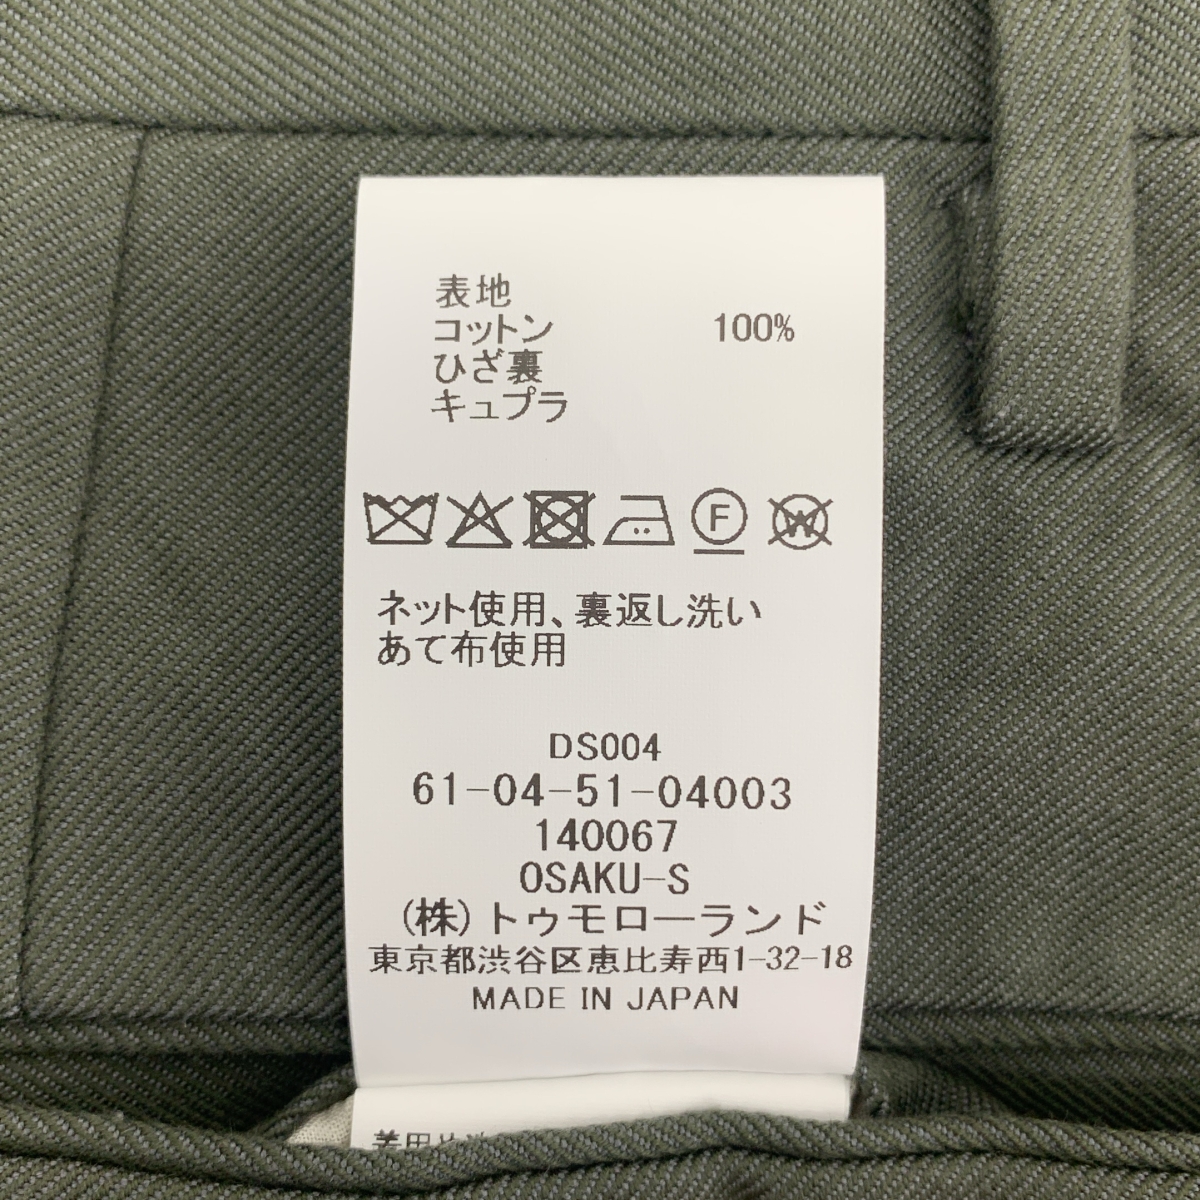 表地
コットン 100%
ひざ裏
キュプラ
F
W
ネット使用、裏返し洗い
あて布使用
DS004
61-04-51-04003
140067
OSAKU-S
(株)トゥモローランド
東京都渋谷区恵比寿西1-32-18
MADE IN JAPAN